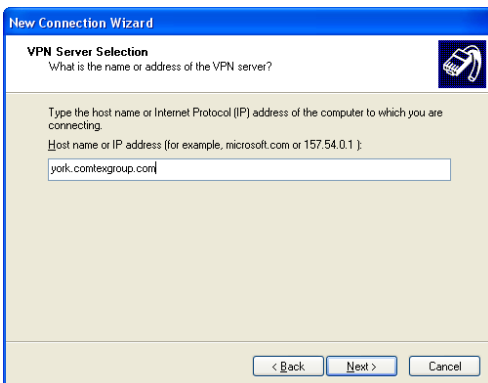 New Connection Wizard
VPN Server Selection
What is the name or address of the VPN server?
Type the host name or Internet Protocol (IP) address of the computer to which you are
connecting.
Host name or IP address (for example, microsoft.com or 157.54.0.1 ):
york.comtexgroup.com
< Back Next > Cancel